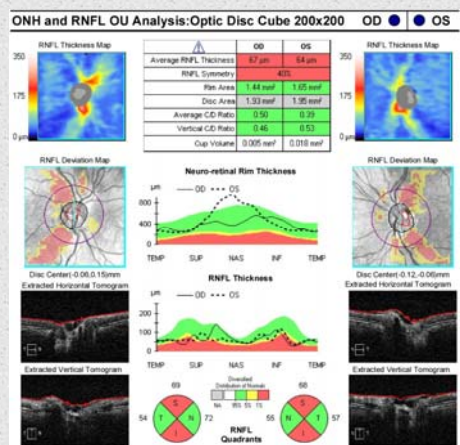 ONH and RNFL OU Analysis:Optic Disc Cube 200x200 OD OS
RNFL Thickness Map
350
175
0 µm
OD OS
Average RNFL Thickness 67 µm 64 µm
RNFL Symmetry 40%
Rim Area 1.44 mm² 1.65 mm²
Disc Area 1.93 mm² 1.95 mm²
Average C/D Ratio 0.50 0.39
Vertical C/D Ratio 0.46 0.53
Cup Volume 0.005 mm³ 0.018 mm³
RNFL Thickness Map
350
175
0 µm
RNFL Deviation Map
Neuro-retinal Rim Thickness
µm OD OS
800
400
0
TEMP SUP NAS INF TEMP
RNFL Deviation Map
Disc Center(-0.06,0.15)mm
Disc Center(-0.12,-0.06)mm
Extracted Horizontal Tomogram
RNFL Thickness
µm OD OS
200
100
0
TEMP SUP NAS INF TEMP
Extracted Horizontal Tomogram
Extracted Vertical Tomogram
Extracted Vertical Tomogram
Diversified
Distribution of Normals
NA 95% 5% 1%
69
54 S T N I 72
RNFL
Quadrants
68
55 S N T I 57